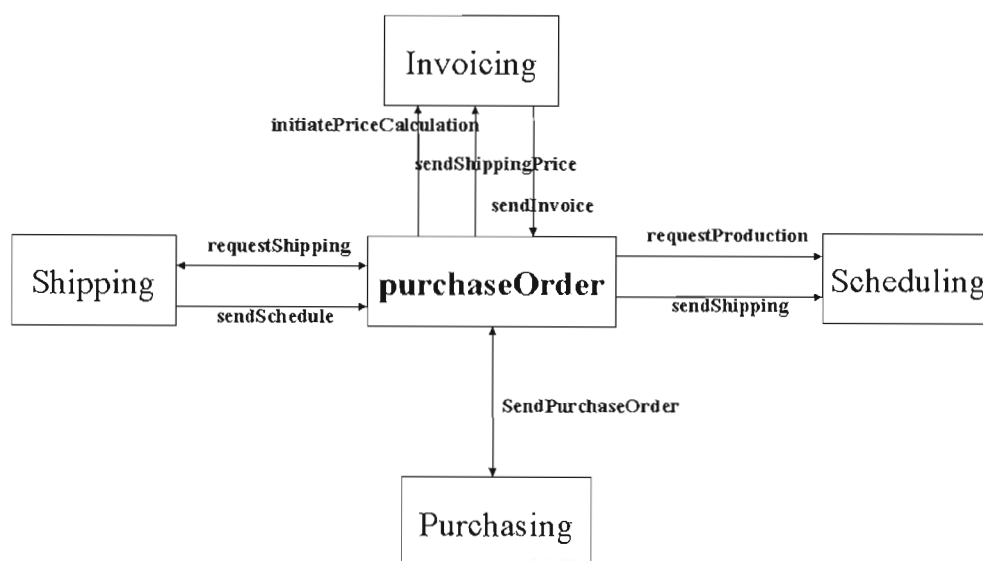 Invoicing
initiatePriceCalculation
sendShippingPrice
sendInvoice
requestShipping
requestProduction
Shipping
purchaseOrder
Scheduling
sendSchedule
sendShipping
SendPurchaseOrder
Purchasing